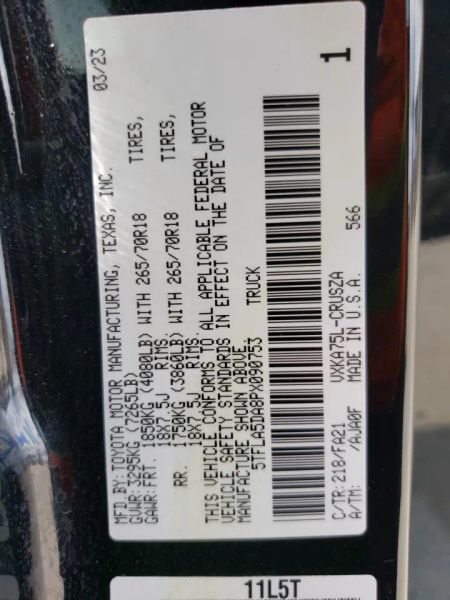 MFD.BY: TOYOTA MOTOR MANUFACTURING, TEXAS, INC. 03/23
GVWR: 3295KG (7265LB)
GAWR: FRT. 1850KG (4080LB) WITH 265/70R18 TIRES,
18X7.5J RIMS,
RR. 1750KG (3860LB) WITH 265/70R18 TIRES,
18X7.5J RIMS.
THIS VEHICLE CONFORMS TO ALL APPLICABLE FEDERAL MOTOR
VEHICLE SAFETY STANDARDS IN EFFECT ON THE DATE OF
MANUFACTURE SHOWN ABOVE.
5TFLA5DA8PX090753 TRUCK
VXKA75L-CRUSZA 1
C/TR: 218/FA21 566
A/TM: /AJA0F MADE IN U.S.A.
11L5T